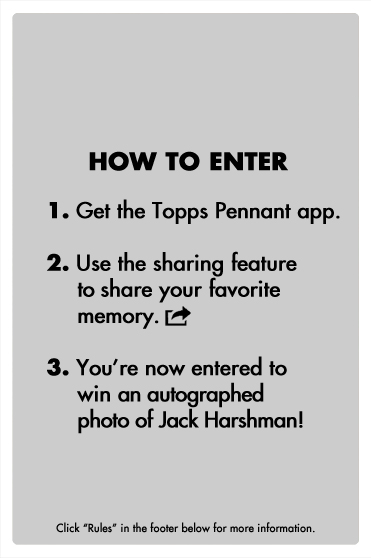 HOW TO ENTER
1. Get the Topps Pennant app.
2. Use the sharing feature
to share your favorite
memory.
3. You're now entered to
win an autographed
photo of Jack Harshman!
Click “Rules” in the footer below for more information.